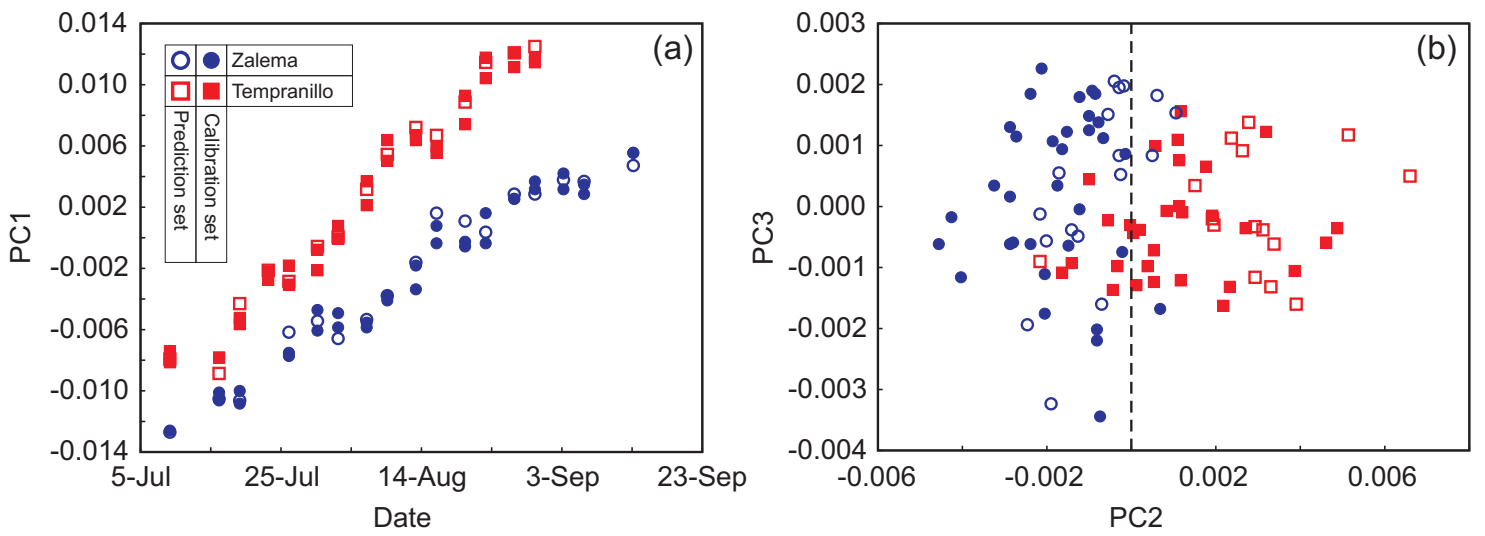 0.014
0.010
0.006
0.002
-0.002
-0.006
-0.010
-0.014
PC1
5-Jul
25-Jul
14-Aug
3-Sep
23-Sep
Date
(a)
Zalema
Tempranillo
Prediction set
Calibration set
0.003
0.002
0.001
0.000
-0.001
-0.002
-0.003
-0.004
PC3
-0.006
-0.002
0.002
0.006
PC2
(b)